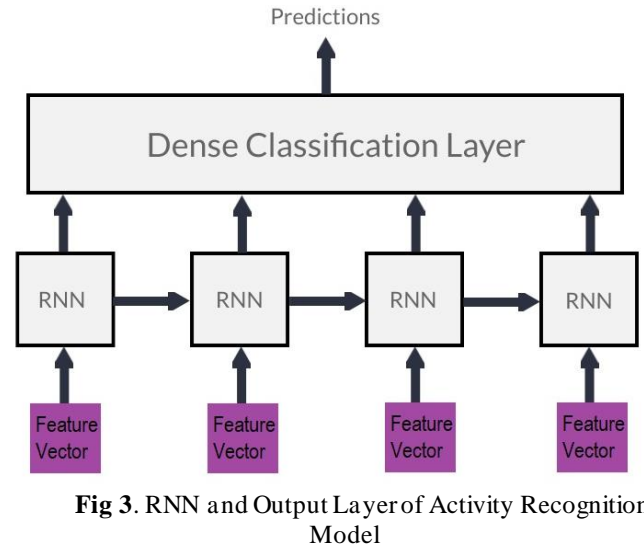 Predictions
Dense Classification Layer
RNN RNN RNN RNN
Feature Feature Feature Feature
Vector Vector Vector Vector
Fig 3. RNN and Output Layer of Activity Recognition
Model